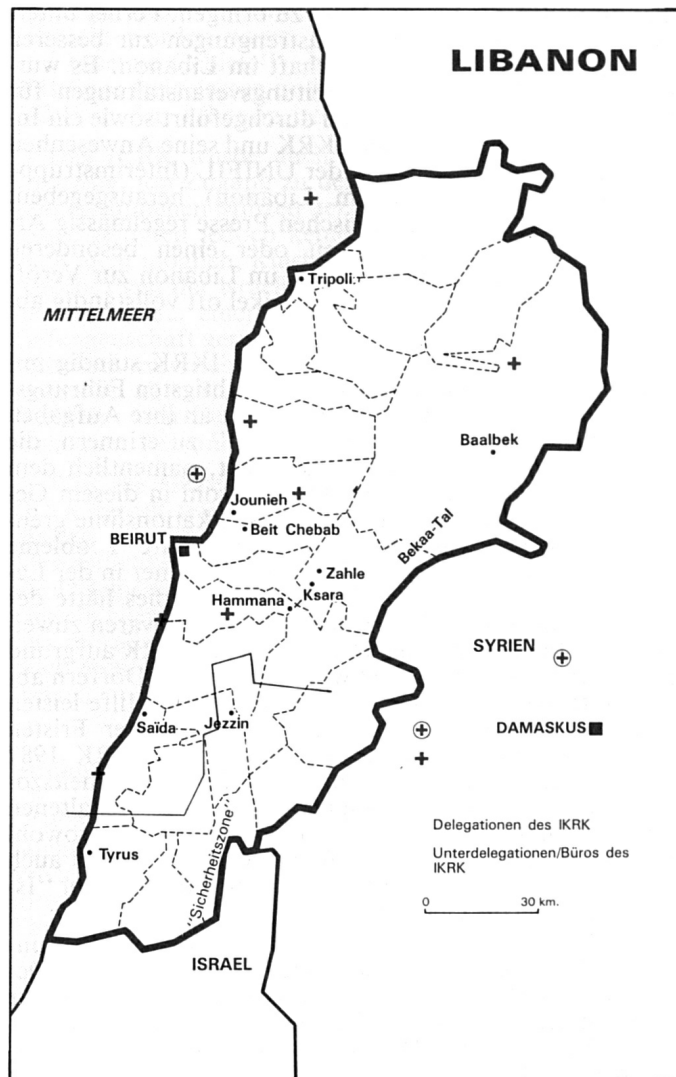 LIBANON
Tripoli
MITTELMEER
Baalbek
Jounieh
Beit Chebab
BEIRUT
Bekaa-Tal
Zahle
Ksara
Hammana
SYRIEN
Saida
Jezzin
DAMASKUS
Delegationen des IKRK
Unterdelegationen/Büros des
IKRK
0 30 km.
Tyrus
"Sicherheitszone"
ISRAEL